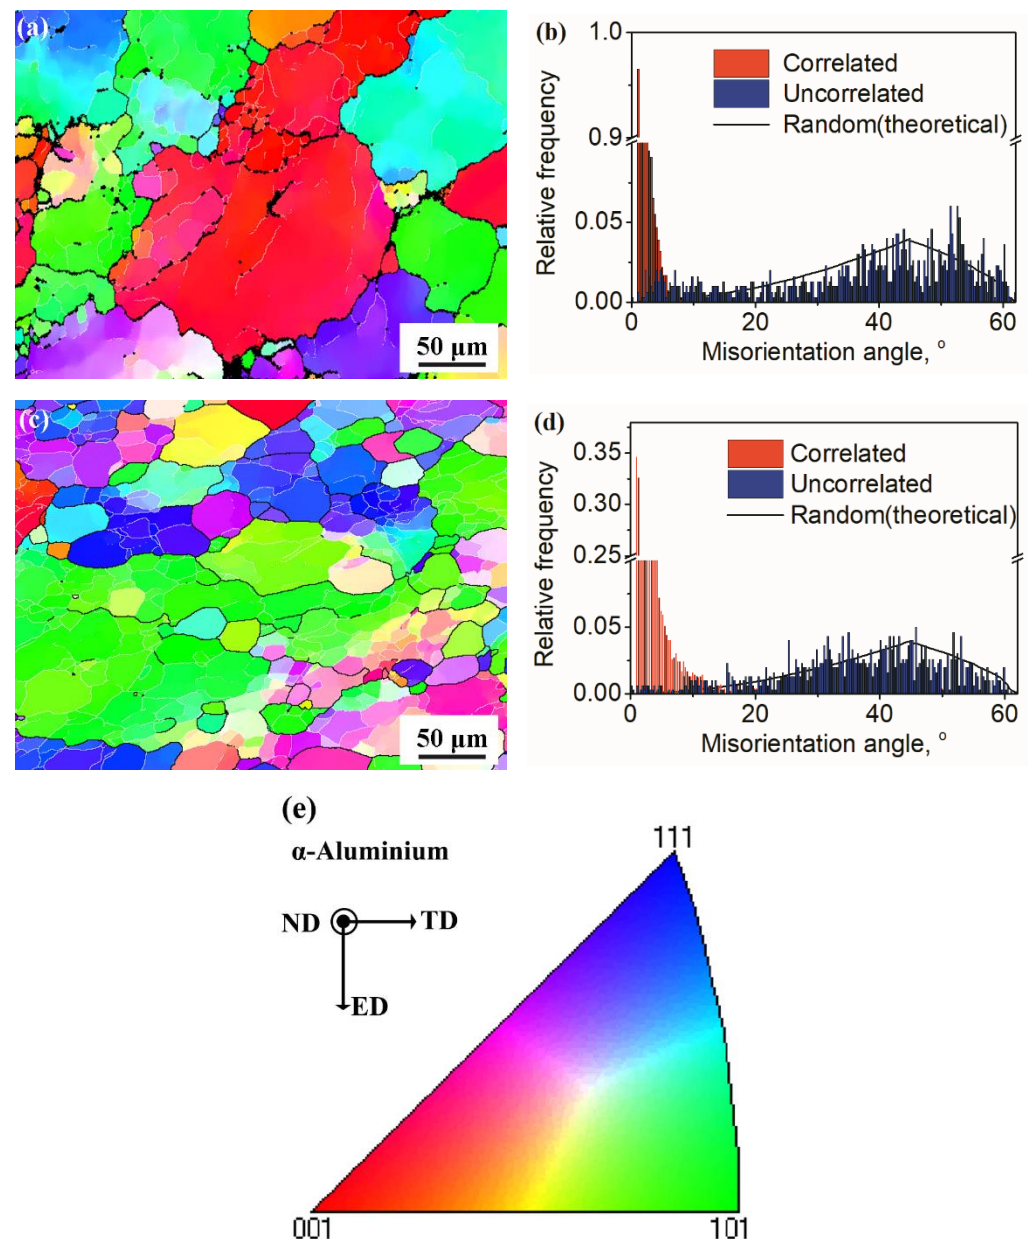 (a)
50 µm
(b)
1.0
0.9
0.05
0.00
Relative frequency
Correlated
Uncorrelated
Random(theoretical)
0
20
40
60
Misorientation angle, °
(c)
50 µm
(d)
0.35
0.30
0.25
0.05
0.00
Relative frequency
Correlated
Uncorrelated
Random(theoretical)
0
20
40
60
Misorientation angle, °
(e)
α-Aluminium
ND
TD
ED
111
001
101